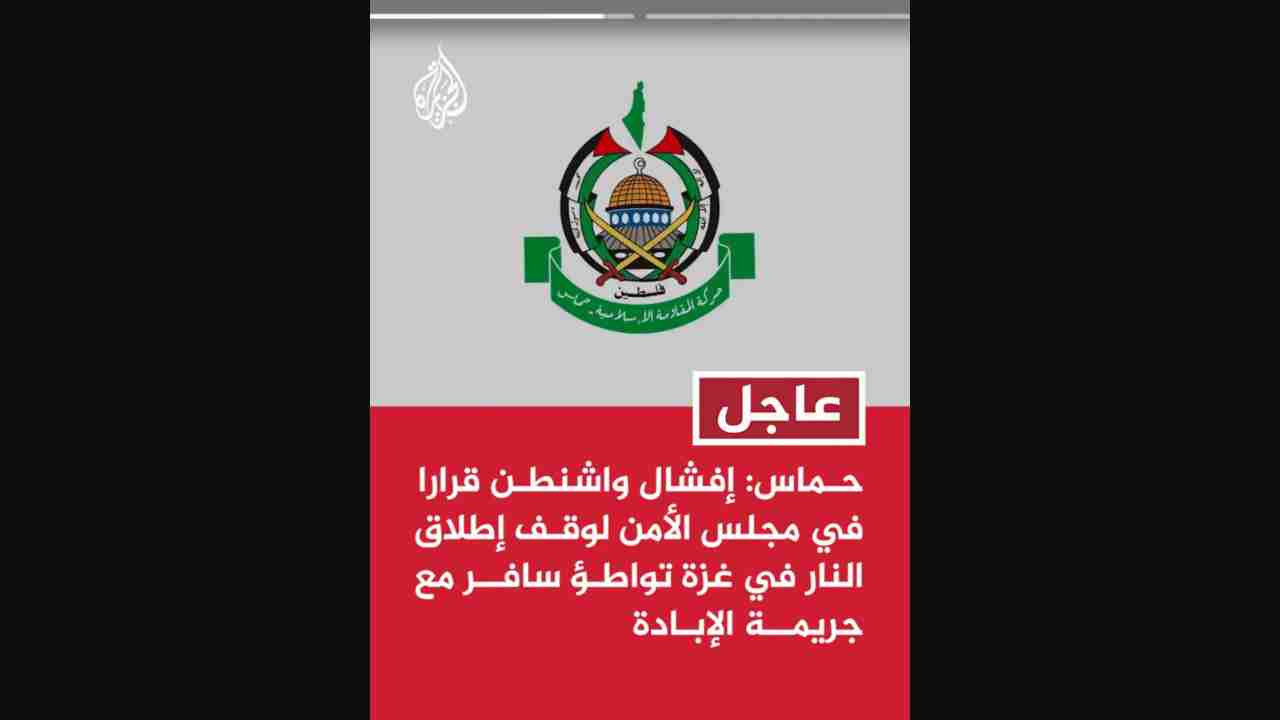 الجزيرة
فلسطين
حركة المقاومة الإسلامية - حماس
عاجل
حماس: إفشال واشنطن قرارا
في مجلس الأمن لوقف إطلاق
النار في غزة تواطؤ سافر مع
جريمة الإبادة